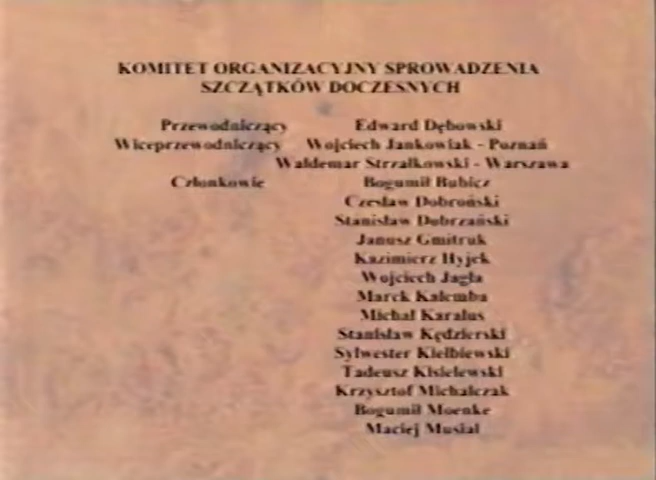 KOMITET ORGANIZACYJNY SPROWADZENIA
SZCZĄTKÓW DOCZESNYCH
Przewodniczący Edward Dębowski
Wiceprzewodniczący Wojciech Jankowiak - Poznań
Waldemar Strzałkowski - Warszawa
Członkowie Bogumił Bubicz
Czesław Dobroński
Stanisław Dobrzański
Janusz Gmitruk
Kazimierz Hyjek
Wojciech Jagła
Marek Kalemba
Michał Karalus
Stanisław Kędzierski
Sylwester Kiełbiewski
Tadeusz Kisielewski
Krzysztof Michalczak
Bogumił Moenke
Maciej Musiał